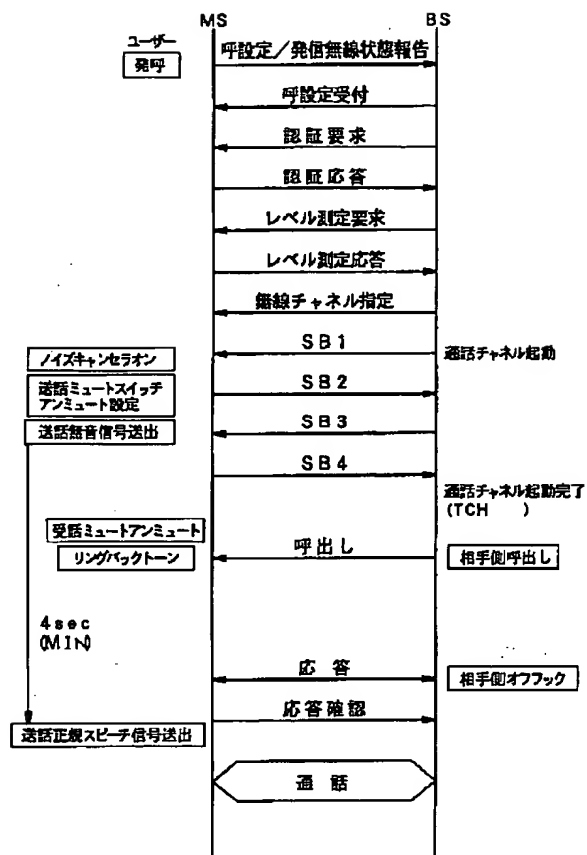 MS
BS
ユーザー
発呼
呼設定／発信無線状態報告
呼設定受付
認証要求
認証応答
レベル測定要求
レベル測定応答
無線チャネル指定
SB1
通話チャネル起動
ノイズキャンセラオン
SB2
送話ミュートスイッチ
アンミュート設定
SB3
送話無音信号送出
SB4
通話チャネル起動完了
(TCH )
受話ミュートアンミュート
呼出し
リングバックトーン
相手側呼出し
4sec
(MIN)
応答
相手側オフフック
応答確認
送話正規スピーチ信号送出
通話